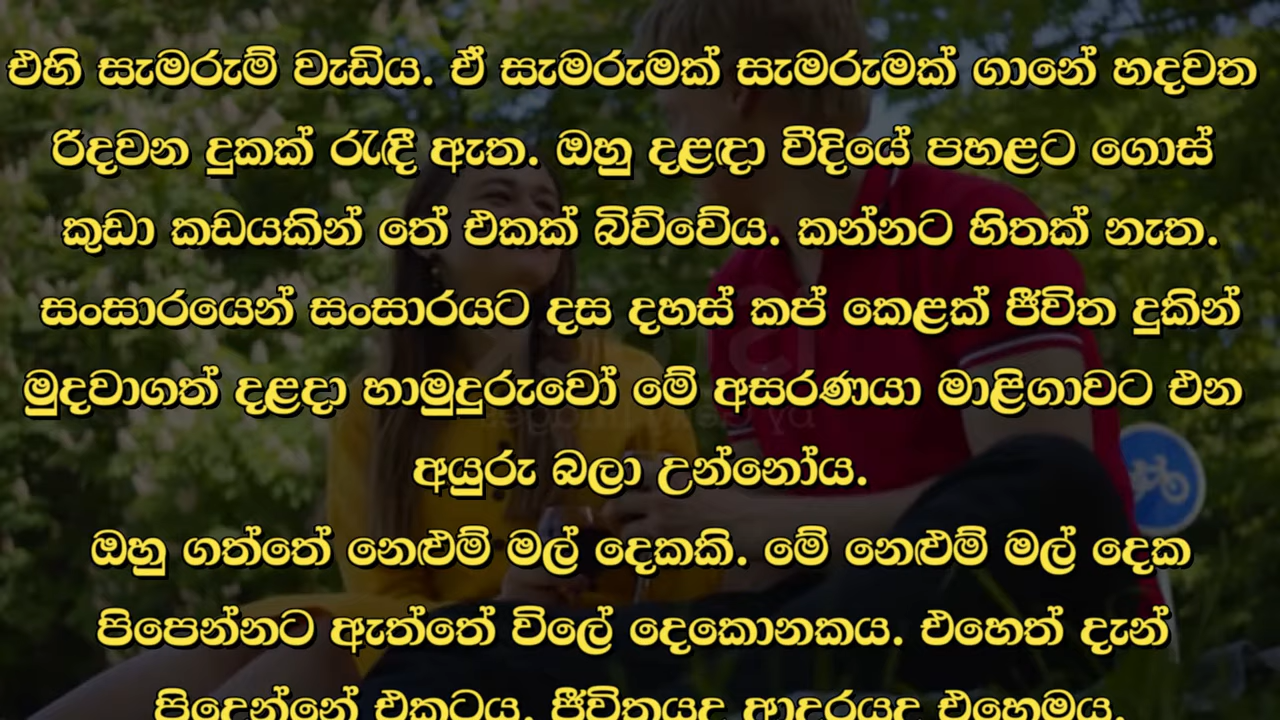 එහි සැමරුම් වැඩිය. ඒ සැමරුමක් සැමරුමක් ගානේ හදවත
රිදවන දුකක් රැඳී ඇත. ඔහු දළඳා වීදියේ පහළට ගොස්
කුඩා කඩයකින් තේ එකක් බිව්වේය. කන්නට හිතක් නැත.
සංසාරයෙන් සංසාරයට දස දහස් කප් කෙළක් ජීවිත දුකින්
මුදවාගත් දළදා හාමුදුරුවෝ මේ අසරණයා මාළිගාවට එන
අයුරු බලා උන්නෝය.
ඔහු ගත්තේ නෙළුම් මල් දෙකකි. මේ නෙළුම් මල් දෙක
පිපෙන්නට ඇත්තේ විලේ දෙකොනකය. එහෙත් දැන්
පිදෙන්නේ එකටය. ජීවිතයද ආදරයද එහෙමය.